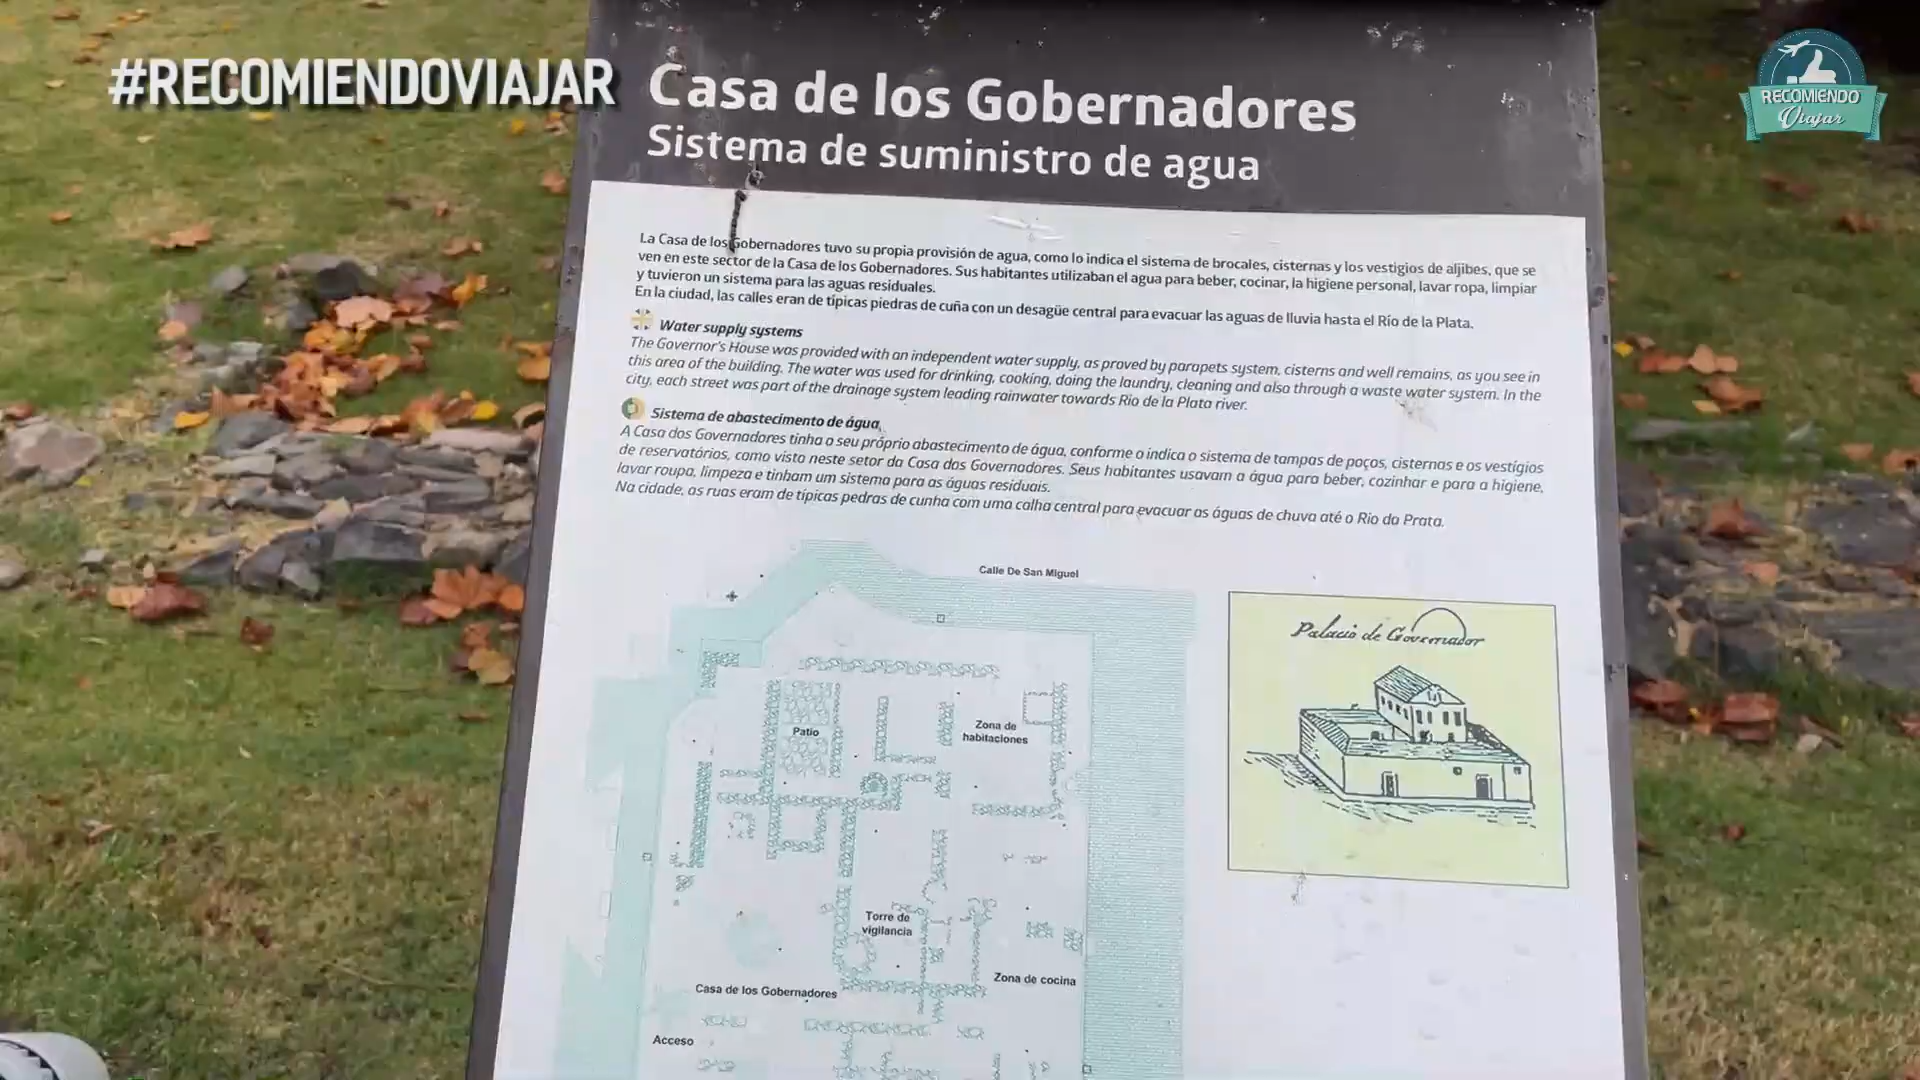 #RECOMIENDOVIAJAR
RECOMIENDO
Viajar
Casa de los Gobernadores
Sistema de suministro de agua
La Casa de los Gobernadores tuvo su propia provisión de agua, como lo indica el sistema de brocales, cisternas y los vestigios de aljibes, que se
ven en este sector de la Casa de los Gobernadores. Sus habitantes utilizaban el agua para beber, cocinar, la higiene personal, lavar ropa, limpiar
y tuvieron un sistema para las aguas residuales.
En la ciudad, las calles eran de típicas piedras de cuña con un desagüe central para evacuar las aguas de lluvia hasta el Río de la Plata.
Water supply systems
The Governor's House was provided with an independent water supply, as proved by parapets system, cisterns and well remains, as you see in
this area of the building. The water was used for drinking, cooking, doing the laundry, cleaning and also through a waste water system. In the
city, each street was part of the drainage system leading rainwater towards Rio de la Plata river.
Sistema de abastecimento de água
A Casa dos Governadores tinha o seu próprio abastecimento de água, conforme o indica o sistema de tampas de poços, cisternas e os vestígios
de reservatórios, como visto neste setor da Casa dos Governadores. Seus habitantes usavam a água para beber, cozinhar e para a higiene,
lavar roupa, limpeza e tinham um sistema para as águas residuais.
Na cidade, as ruas eram de típicas pedras de cunha com uma calha central para evacuar as águas de chuva até o Rio da Prata.
Calle De San Miguel
Palacio de Governador
Patio
Zona de
habitaciones
Torre de
vigilancia
Zona de cocina
Casa de los Gobernadores
Acceso